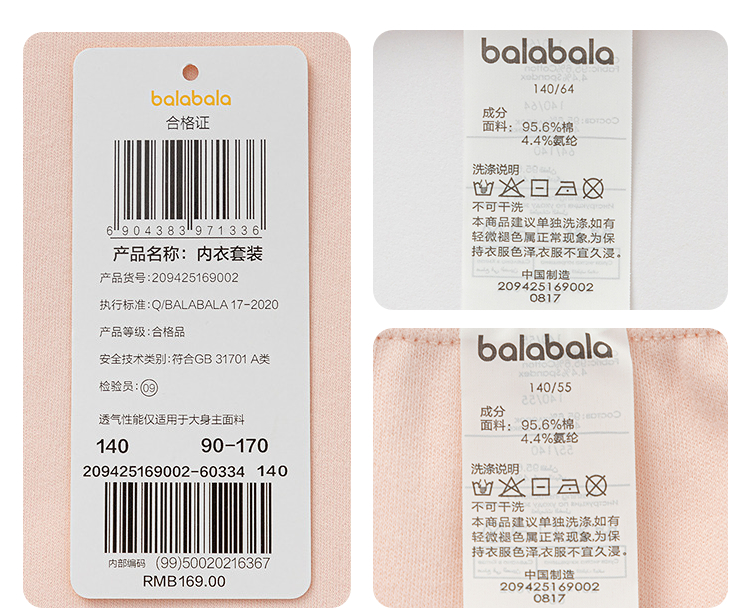 balabala
合格证
6 904383 971336
产品名称：内衣套装
产品货号：209425169002
执行标准：Q/BALABALA 17-2020
产品等级：合格品
安全技术类别：符合GB 31701 A类
检验员：09
透气性能仅适用于大身主面料
140 90-170
209425169002-60334 140
内部编码 (99)50020216367
RMB169.00
balabala
140/64
成分
面料：95.6%棉
4.4%氨纶
洗涤说明
不可干洗
本商品建议单独洗涤,如有
轻微褪色属正常现象,为保
持衣服色泽,衣服不宜久浸。
中国制造
209425169002
0817
balabala
140/55
成分
面料：95.6%棉
4.4%氨纶
洗涤说明
不可干洗
本商品建议单独洗涤,如有
轻微褪色属正常现象,为保
持衣服色泽,衣服不宜久浸。
中国制造
209425169002
0817